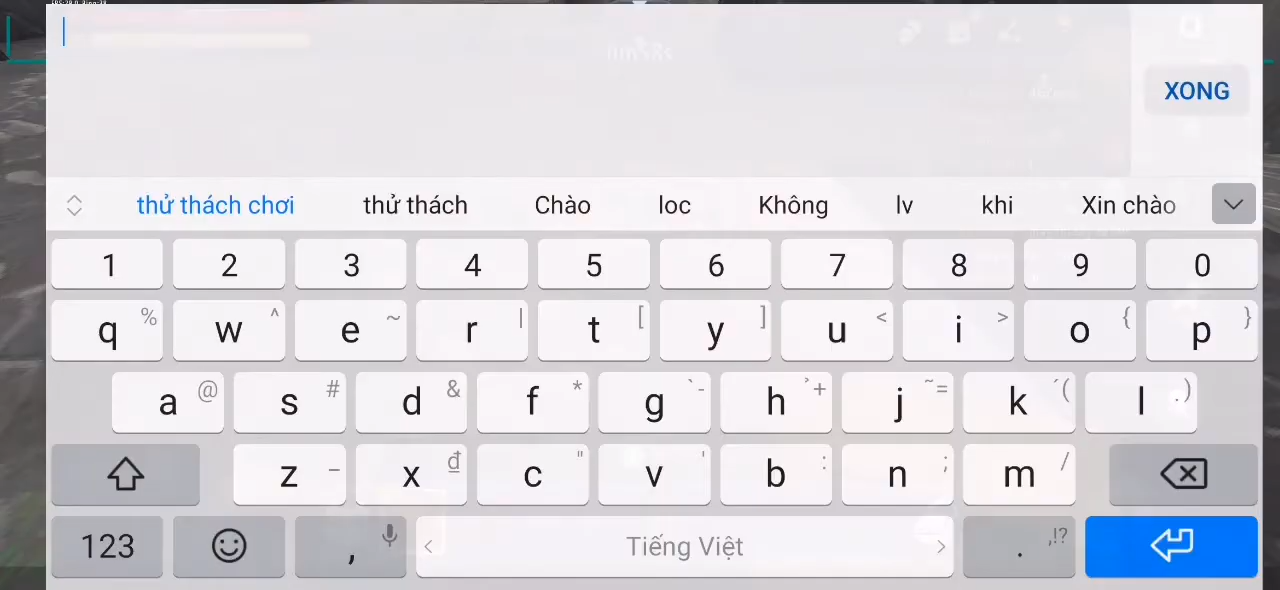 XONG
thử thách chơi thử thách Chào loc Không lv khi Xin chào
1 2 3 4 5 6 7 8 9 0
q % w ^ e ~ r | t [ y ] u < i > o { p }
a @ s # d & f * g ` - h ̉ + j ˜ = k ´ ( l . )
z – x ₫ c " v ' b : n ; m /
123 , < Tiếng Việt > . ,!?